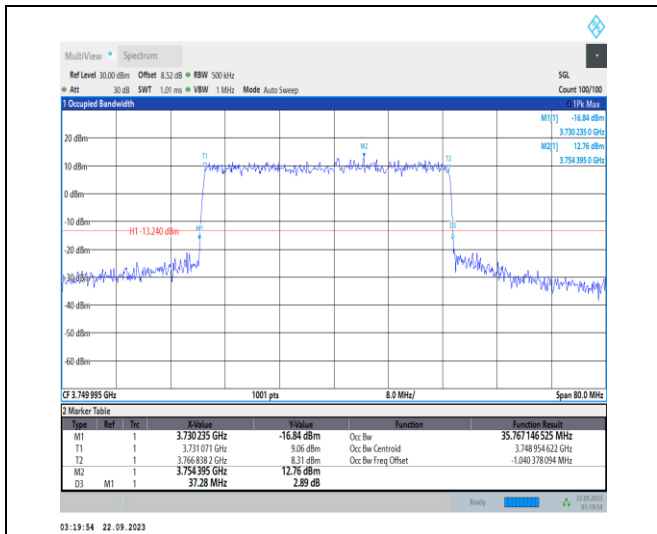 MultiView Spectrum
Ref Level 30.00 dBm Offset 8.52 dB RBW 500 kHz SGL
Att 30 dB SWT 1.01 ms VBW 1 MHz Mode Auto Sweep Count 100/100
1 Occupied Bandwidth 1Pk Max
M1[1] -16.84 dBm
3.730 235 0 GHz
M2[1] 12.76 dBm
3.754 395 0 GHz
20 dBm
M2
T1 T2
10 dBm
0 dBm
-10 dBm
M1 D3
H1 -13.240 dBm
-20 dBm
-30 dBm
-40 dBm
-50 dBm
-60 dBm
CF 3.749 995 GHz 1001 pts 8.0 MHz/ Span 80.0 MHz
2 Marker Table
Type Ref Trc X-Value Y-Value Function Function Result
M1 1 3.730 235 GHz -16.84 dBm Occ Bw 35.767 146 525 MHz
T1 1 3.731 071 GHz 9.06 dBm Occ Bw Centroid 3.748 954 622 GHz
T2 1 3.766 838 2 GHz 8.31 dBm Occ Bw Freq Offset -1.040 378 094 MHz
M2 1 3.754 395 GHz 12.76 dBm
D3 M1 1 37.28 MHz 2.89 dB
Ready 22.09.2023
03:19:54
03:19:54 22.09.2023